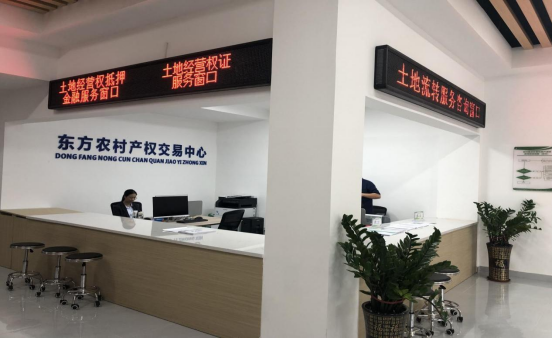 土地经营权抵押
金融服务窗口
土地经营权证
服务窗口
东方农村产权交易中心
DONG FANG NONG CUN CHAN QUAN JIAO YI ZHONG XIN
土地流转服务咨询窗口